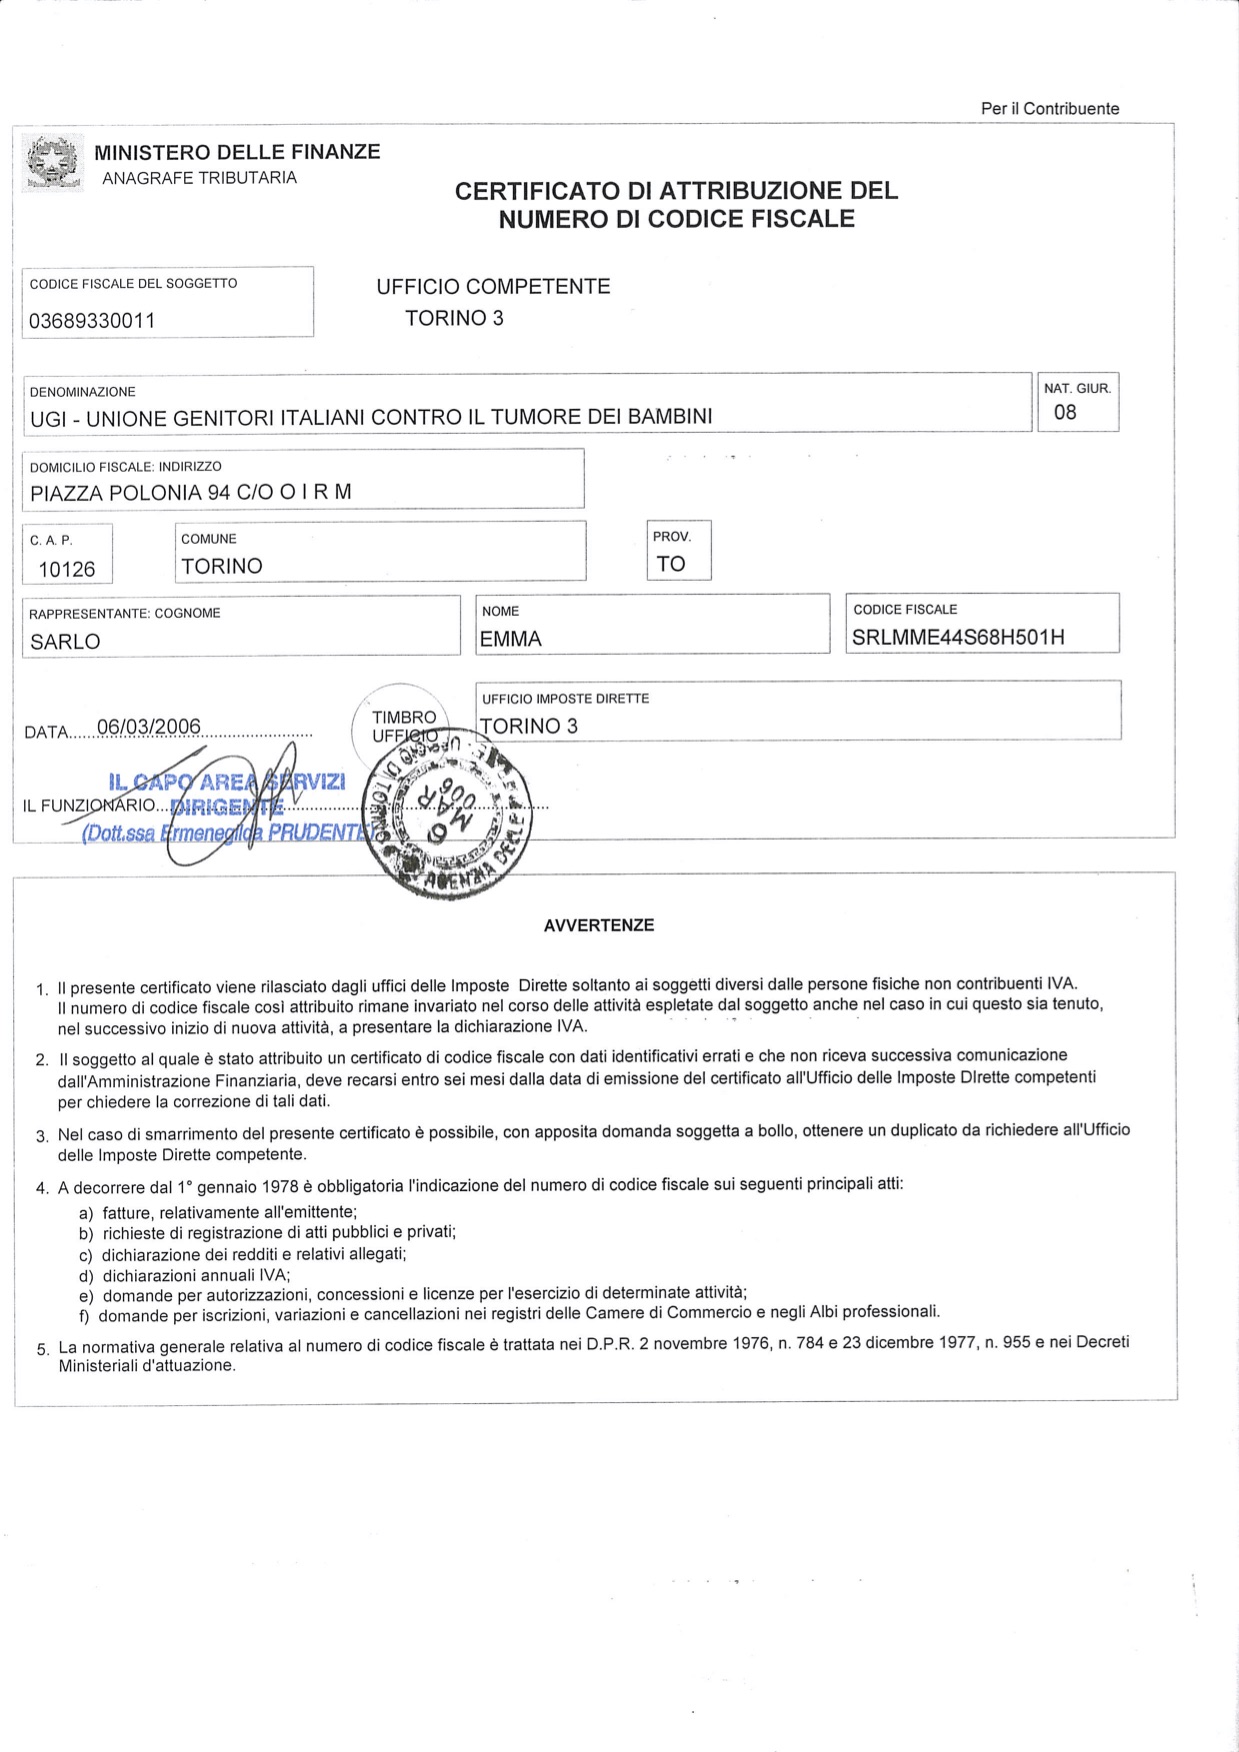 Per il Contribuente
MINISTERO DELLE FINANZE
ANAGRAFE TRIBUTARIA
CERTIFICATO DI ATTRIBUZIONE DEL
NUMERO DI CODICE FISCALE
CODICE FISCALE DEL SOGGETTO
03689330011
UFFICIO COMPETENTE
TORINO 3
DENOMINAZIONE
UGI - UNIONE GENITORI ITALIANI CONTRO IL TUMORE DEI BAMBINI
NAT. GIUR.
08
DOMICILIO FISCALE: INDIRIZZO
PIAZZA POLONIA 94 C/O O I R M
C. A. P.
10126
COMUNE
TORINO
PROV.
TO
RAPPRESENTANTE: COGNOME
SARLO
NOME
EMMA
CODICE FISCALE
SRLMME44S68H501H
DATA.....06/03/2006......................
TIMBRO
UFFICIO
UFFICIO IMPOSTE DIRETTE
TORINO 3
IL CAPO AREA SERVIZI
IL FUNZIONARIO...DIRIGENTE
(Dott.ssa Ermenegilda PRUDENTE)
6 MAR
AGENZIA DELLE
AVVERTENZE
1. Il presente certificato viene rilasciato dagli uffici delle Imposte Dirette soltanto ai soggetti diversi dalle persone fisiche non contribuenti IVA.
Il numero di codice fiscale così attribuito rimane invariato nel corso delle attività espletate dal soggetto anche nel caso in cui questo sia tenuto,
nel successivo inizio di nuova attività, a presentare la dichiarazione IVA.
2. Il soggetto al quale è stato attribuito un certificato di codice fiscale con dati identificativi errati e che non riceva successiva comunicazione
dall'Amministrazione Finanziaria, deve recarsi entro sei mesi dalla data di emissione del certificato all'Ufficio delle Imposte DIrette competenti
per chiedere la correzione di tali dati.
3. Nel caso di smarrimento del presente certificato è possibile, con apposita domanda soggetta a bollo, ottenere un duplicato da richiedere all'Ufficio
delle Imposte Dirette competente.
4. A decorrere dal 1° gennaio 1978 è obbligatoria l'indicazione del numero di codice fiscale sui seguenti principali atti:
a) fatture, relativamente all'emittente;
b) richieste di registrazione di atti pubblici e privati;
c) dichiarazione dei redditi e relativi allegati;
d) dichiarazioni annuali IVA;
e) domande per autorizzazioni, concessioni e licenze per l'esercizio di determinate attività;
f) domande per iscrizioni, variazioni e cancellazioni nei registri delle Camere di Commercio e negli Albi professionali.
5. La normativa generale relativa al numero di codice fiscale è trattata nei D.P.R. 2 novembre 1976, n. 784 e 23 dicembre 1977, n. 955 e nei Decreti
Ministeriali d'attuazione.